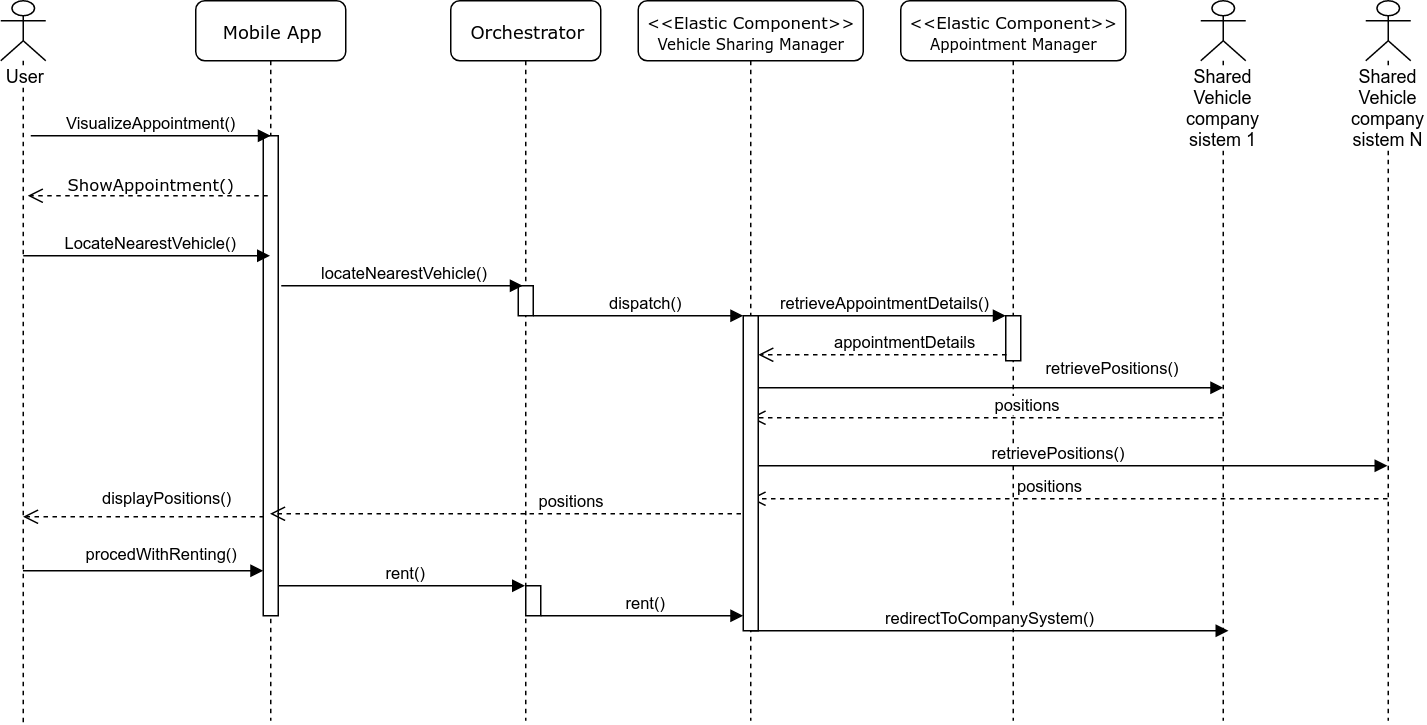 User
Mobile App
Orchestrator
<<Elastic Component>>
Vehicle Sharing Manager
<<Elastic Component>>
Appointment Manager
Shared
Vehicle
company
sistem 1
Shared
Vehicle
company
sistem N
VisualizeAppointment()
ShowAppointment()
LocateNearestVehicle()
locateNearestVehicle()
dispatch()
retrieveAppointmentDetails()
appointmentDetails
retrievePositions()
positions
retrievePositions()
positions
positions
displayPositions()
procedWithRenting()
rent()
rent()
redirectToCompanySystem()